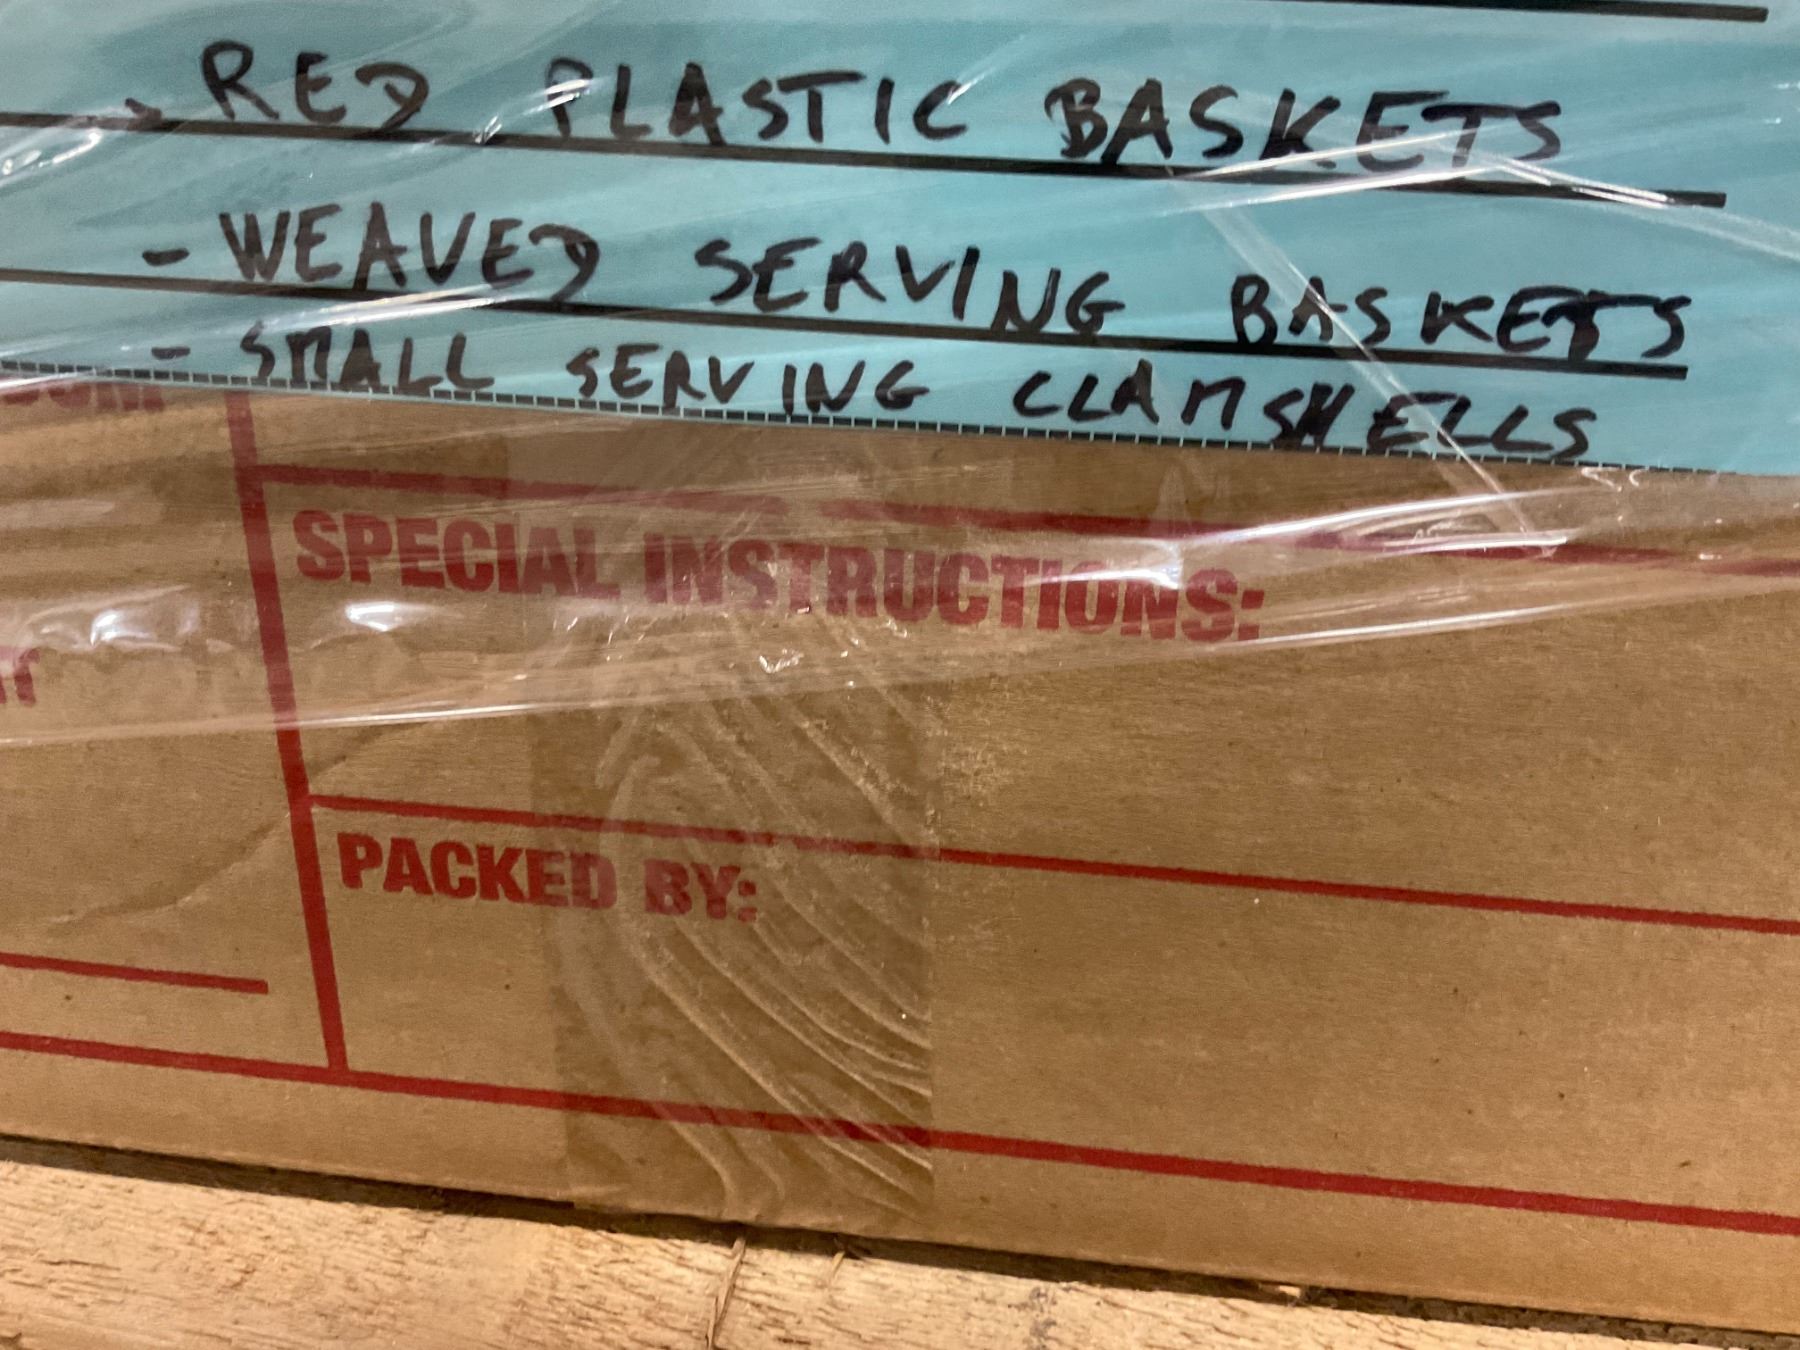 - RED PLASTIC BASKETS
- WEAVED SERVING BASKETS
- SMALL SERVING CLAMSHELLS
SPECIAL INSTRUCTIONS:
PACKED BY: